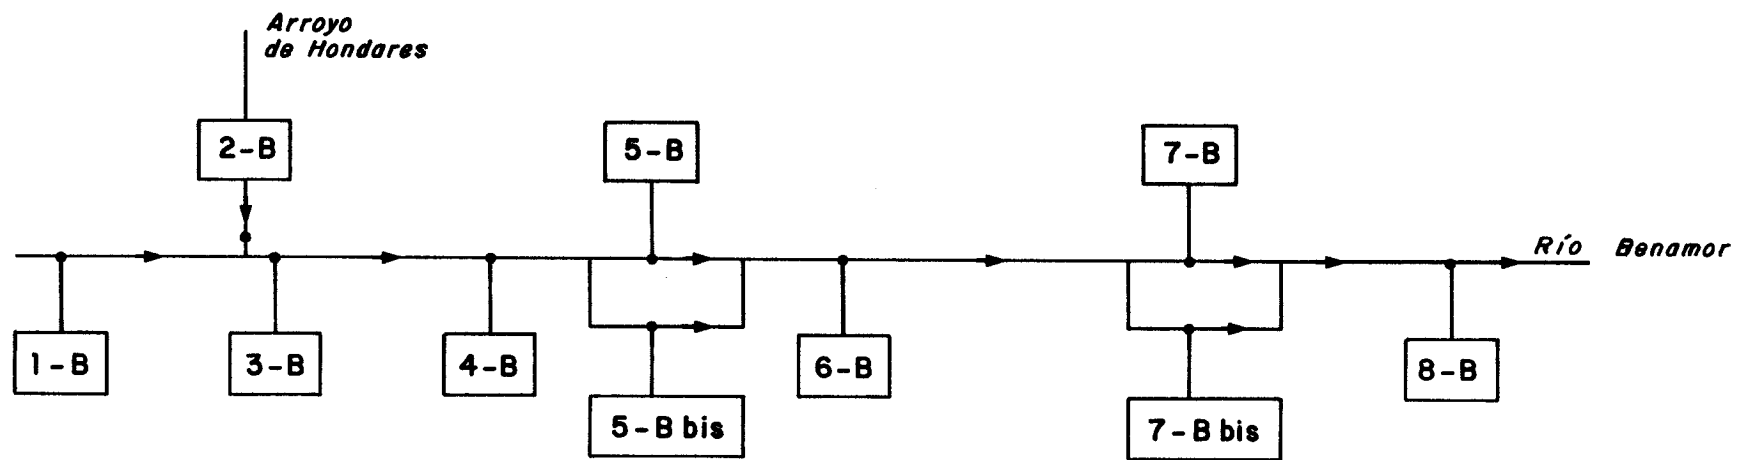 Arroyo
de Hondares
2-B
5-B
7-B
Río Benamor
1-B
3-B
4-B
6-B
8-B
5-B bis
7-B bis